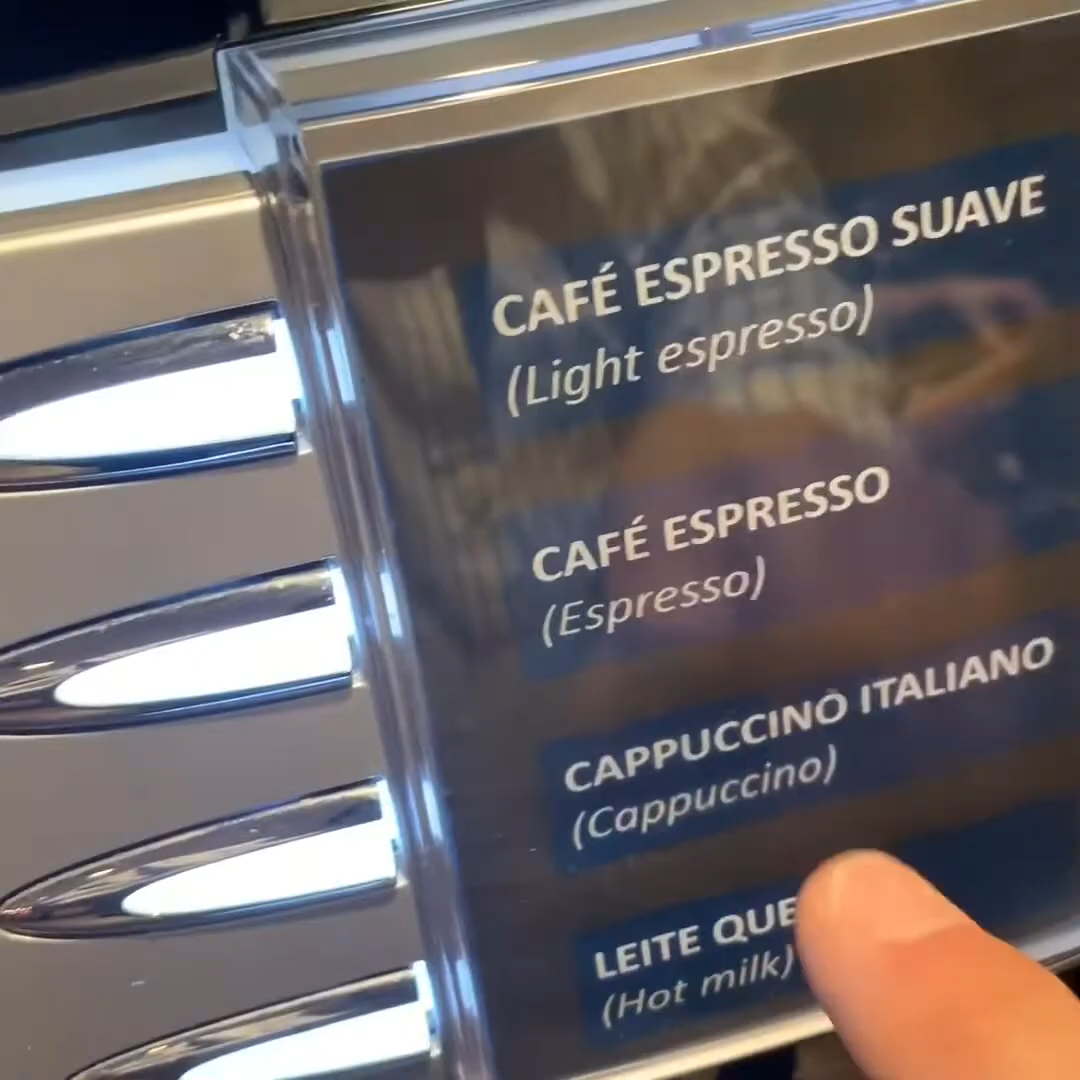 CAFÉ ESPRESSO SUAVE
(Light espresso)
CAFÉ ESPRESSO
(Espresso)
CAPPUCCINO ITALIANO
(Cappuccino)
LEITE
(Hot milk)